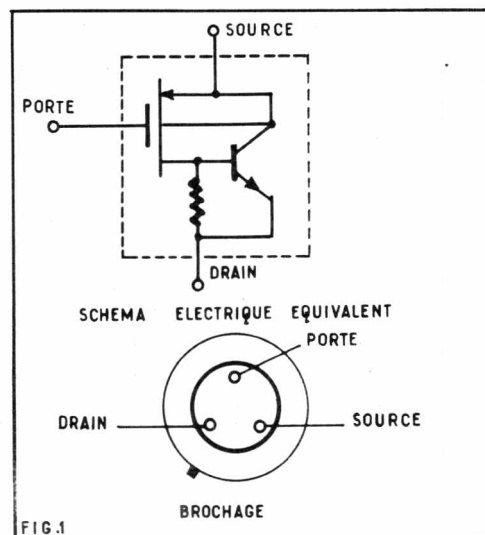 SOURCE
PORTE
DRAIN
SCHEMA ELECTRIQUE EQUIVALENT
PORTE
DRAIN
SOURCE
BROCHAGE
FIG.1